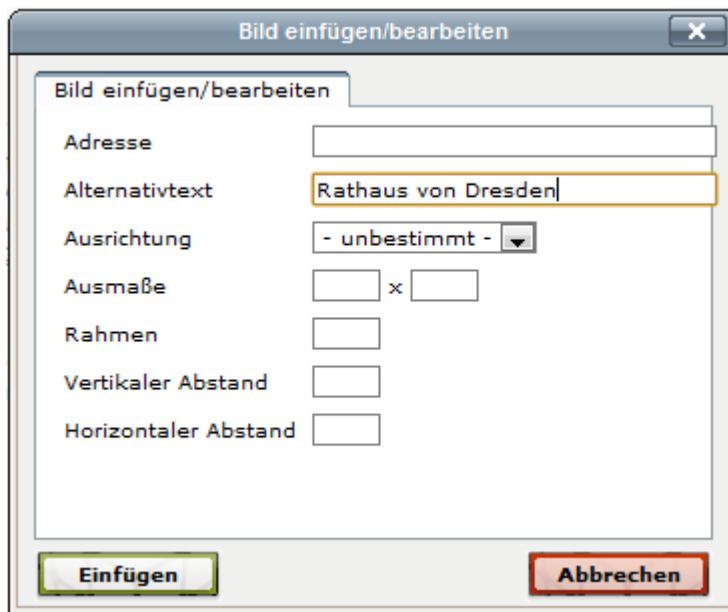 Bild einfügen/bearbeiten
Bild einfügen/bearbeiten
Adresse
Alternativtext Rathaus von Dresden
Ausrichtung - unbestimmt -
Ausmaße x
Rahmen
Vertikaler Abstand
Horizontaler Abstand
Einfügen Abbrechen